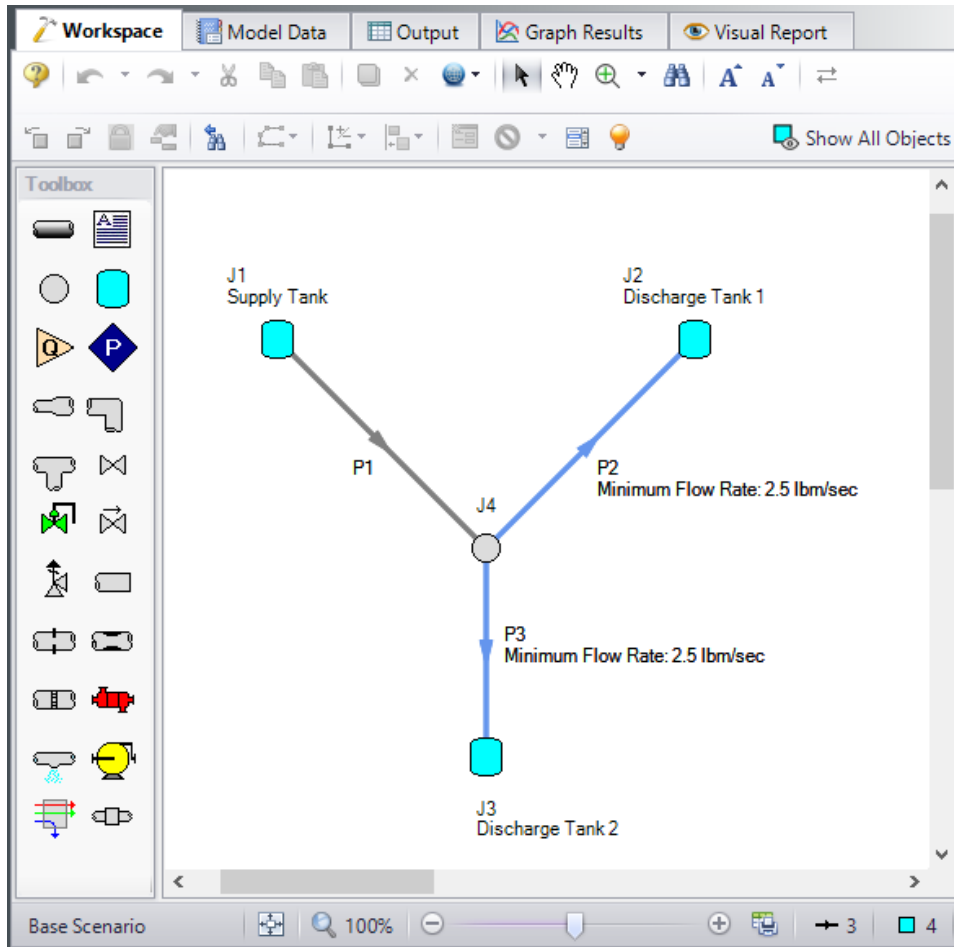 Workspace
Model Data
Output
Graph Results
Visual Report
A A
Show All Objects
Toolbox
A
Q
P
J1
Supply Tank
J2
Discharge Tank 1
P1
P2
Minimum Flow Rate: 2.5 lbm/sec
J4
P3
Minimum Flow Rate: 2.5 lbm/sec
J3
Discharge Tank 2
Base Scenario
100%
3
4